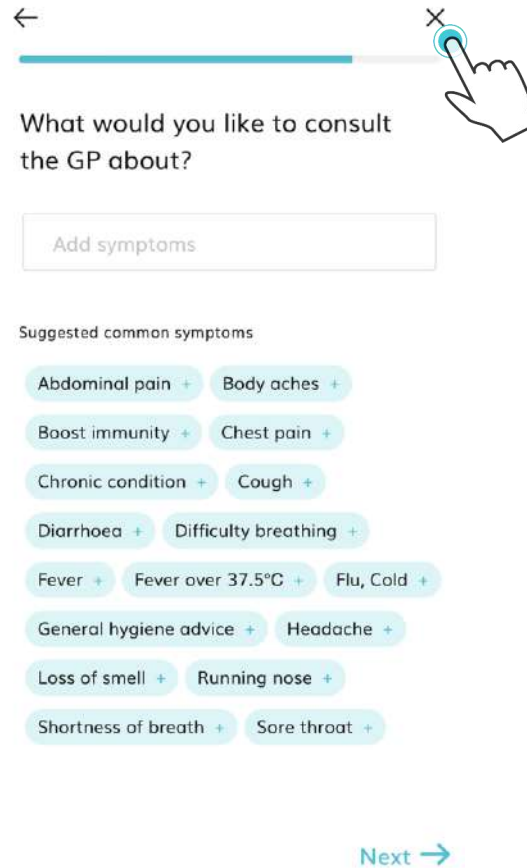 What would you like to consult
the GP about?
Add symptoms
Suggested common symptoms
Abdominal pain + Body aches +
Boost immunity + Chest pain +
Chronic condition + Cough +
Diarrhoea + Difficulty breathing +
Fever + Fever over 37.5°C + Flu, Cold +
General hygiene advice + Headache +
Loss of smell + Running nose +
Shortness of breath + Sore throat +
Next →